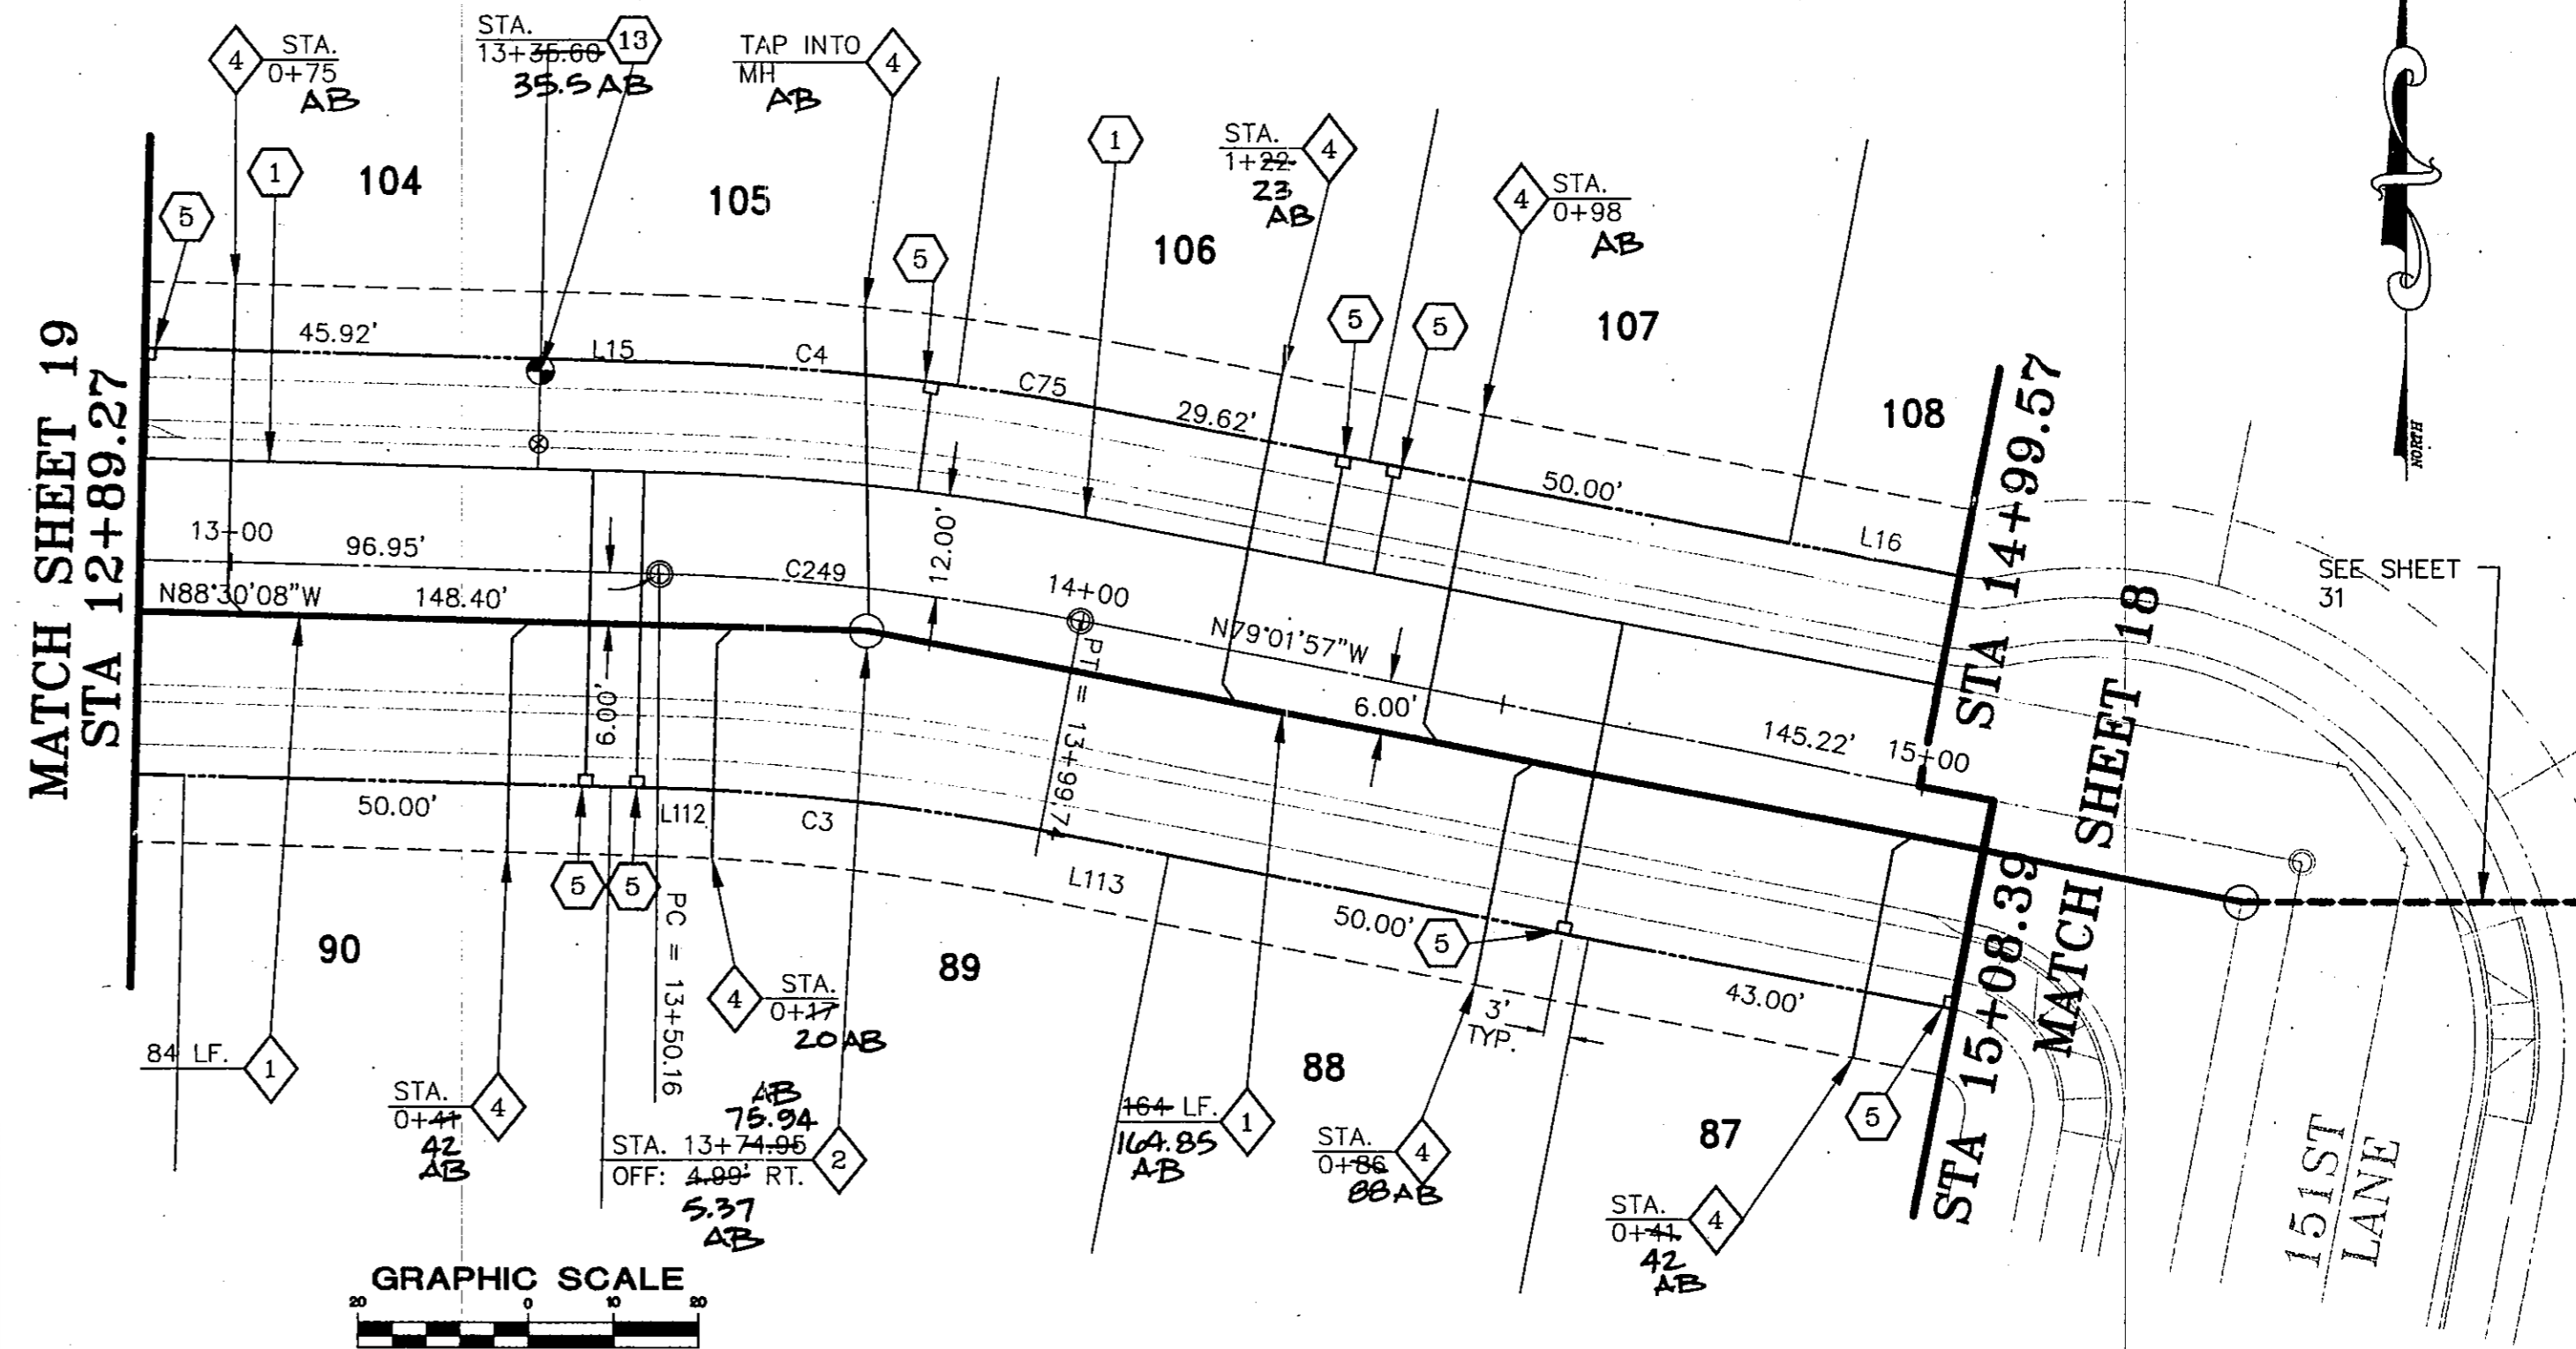 4
STA.
0+75
AB
STA.
13+35.60
13
35.5 AB
TAP INTO
MH
AB
4
1
104
5
105
5
1
106
STA.
1+22
4
23
AB
4
STA.
0+98
AB
5
5
107
108
NORTH
MATCH SHEET 19
STA 12+89.27
45.92'
L15
C4
C75
29.62'
50.00'
L16
STA 14+99.57
MATCH SHEET 18
SEE SHEET
31
13+00
96.95'
C249
12.00'
14+00
N88°30'08"W
148.40'
N79°01'57"W
6.00'
6.00'
145.22'
15+00
PT = 13+99.74
50.00'
L112
C3
L113
50.00'
43.00'
5
5
5
5
PC = 13+50.16
90
89
88
87
3'
TYP.
STA 15+08.39
84 LF.
1
STA.
0+41
4
42
AB
4
STA.
0+17
20 AB
AB
75.94
STA. 13+74.95
OFF: 4.99' RT.
2
5.37
AB
164 LF.
1
164.85
AB
STA.
0+86
4
88 AB
STA.
0+41
4
42
AB
151ST
LANE
GRAPHIC SCALE
20 0 10 20